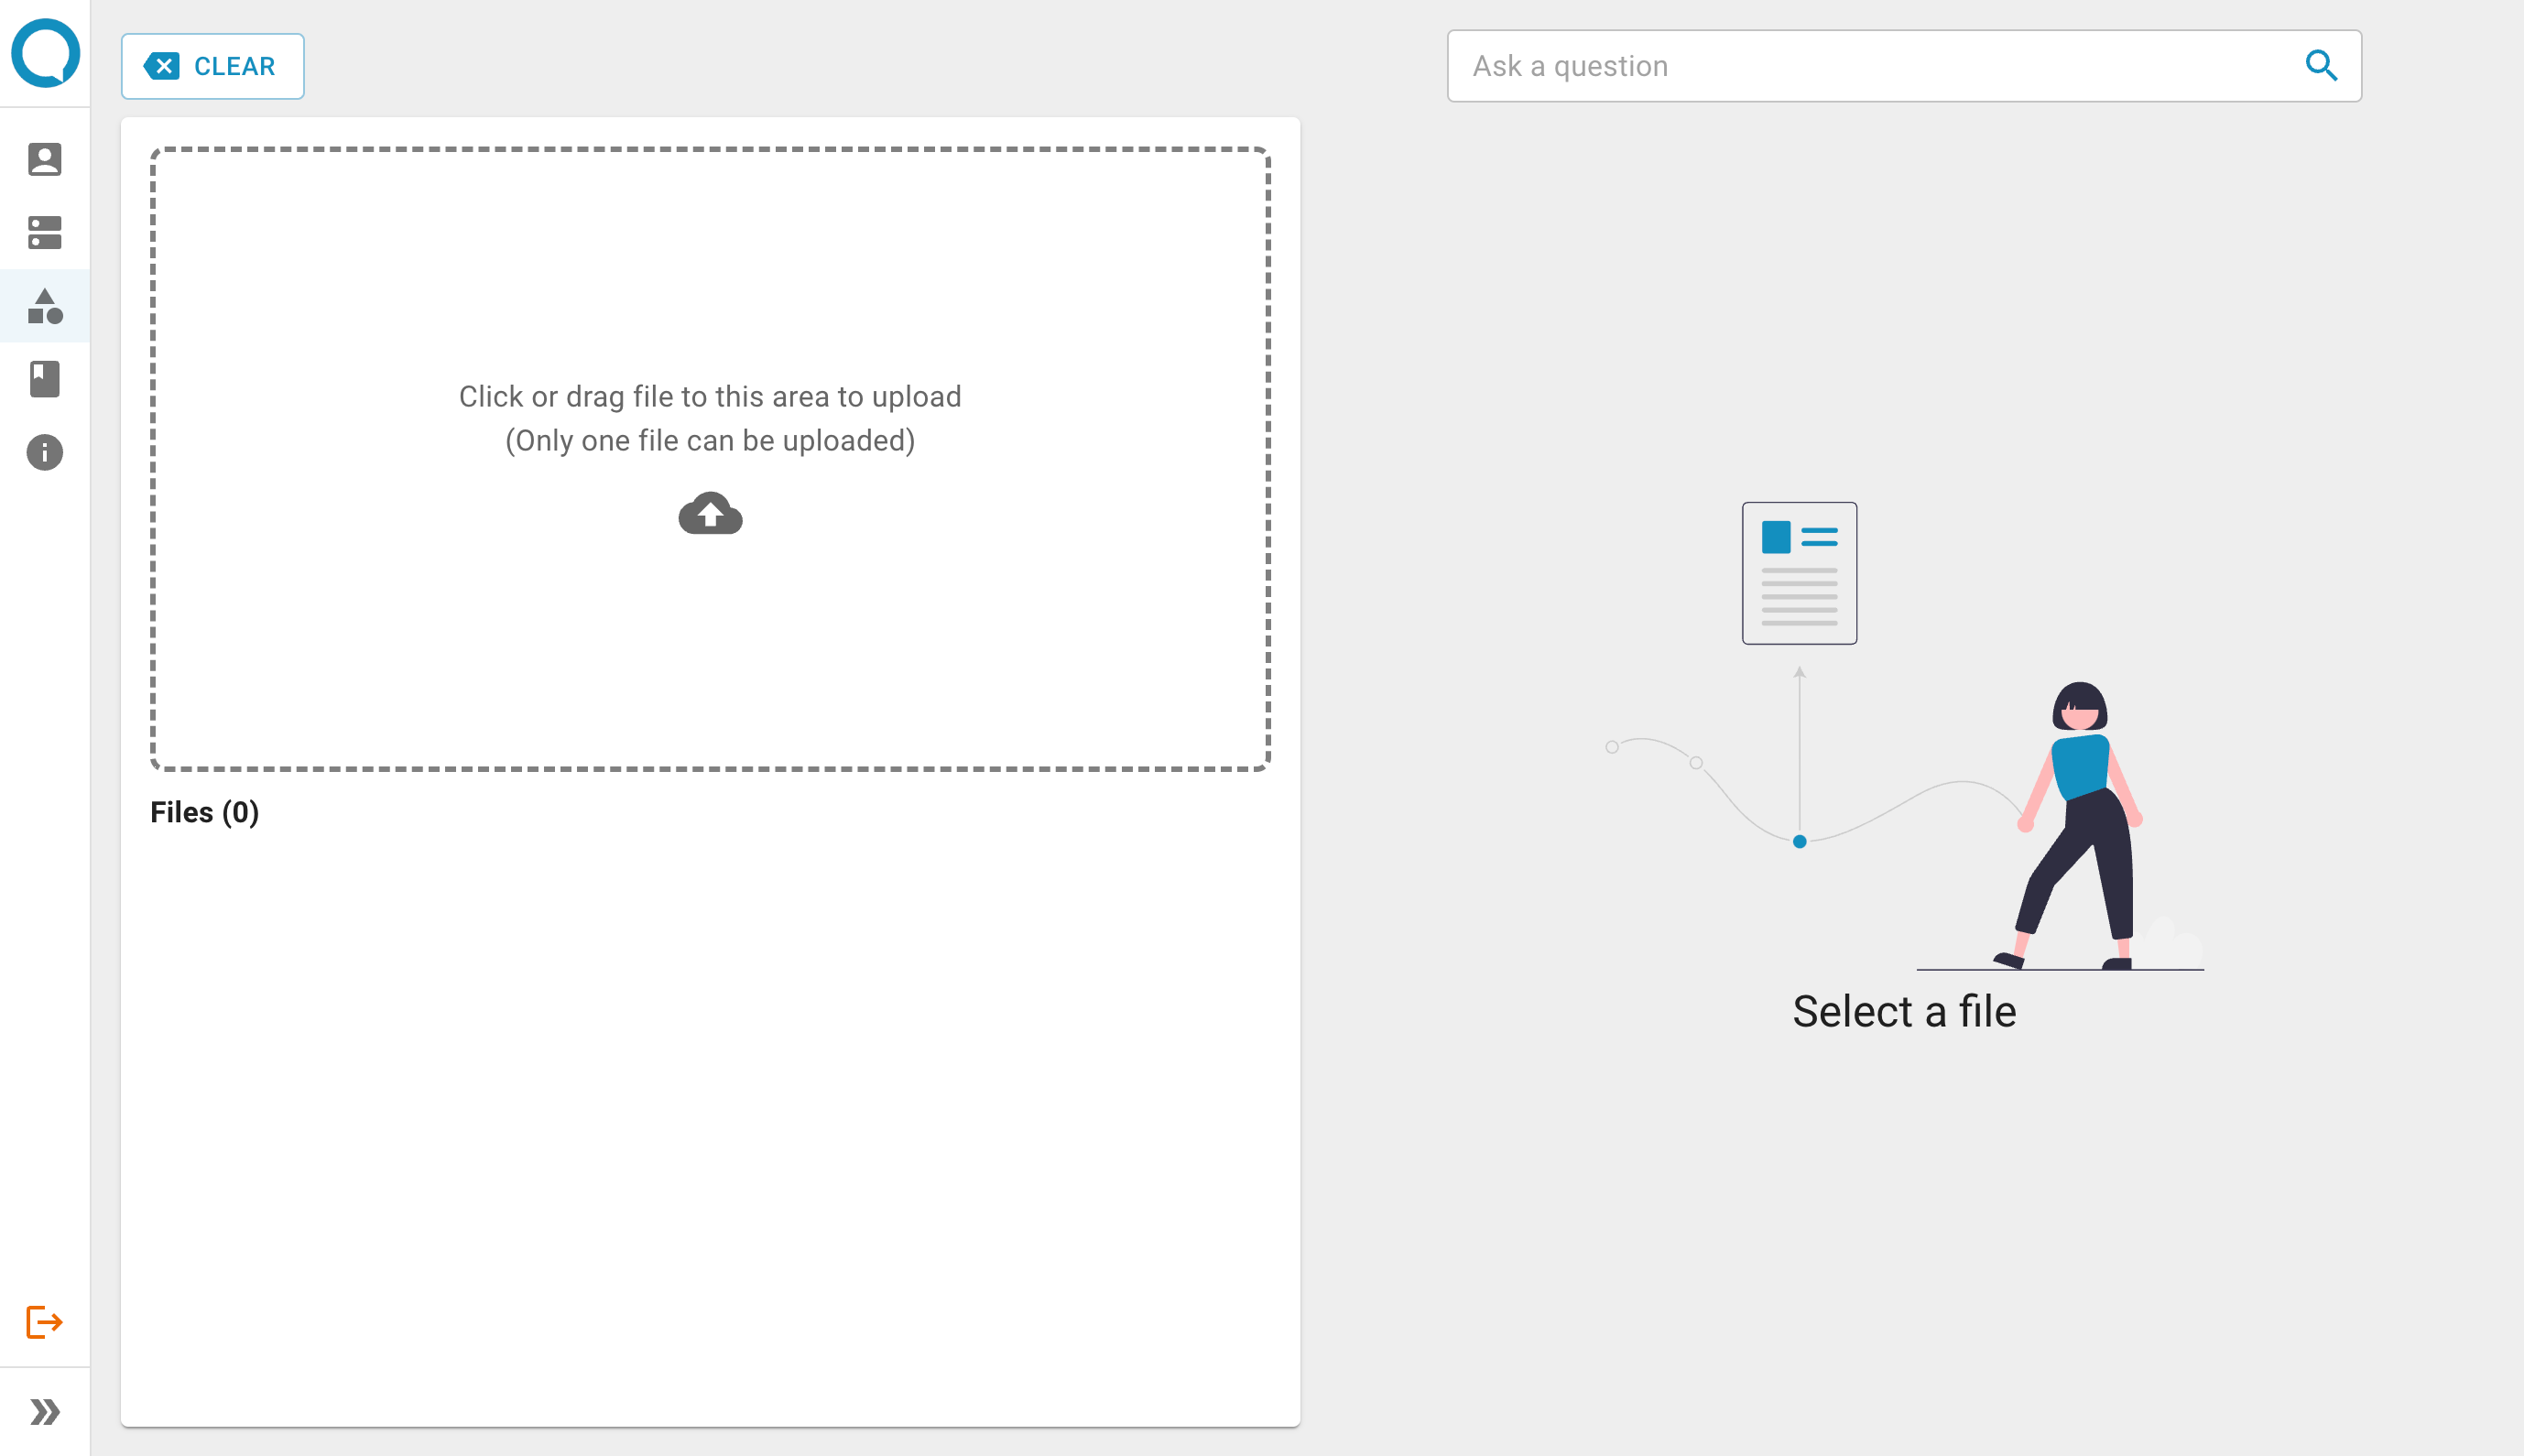 CLEAR
Ask a question
Click or drag file to this area to upload
(Only one file can be uploaded)
Files (0)
Select a file